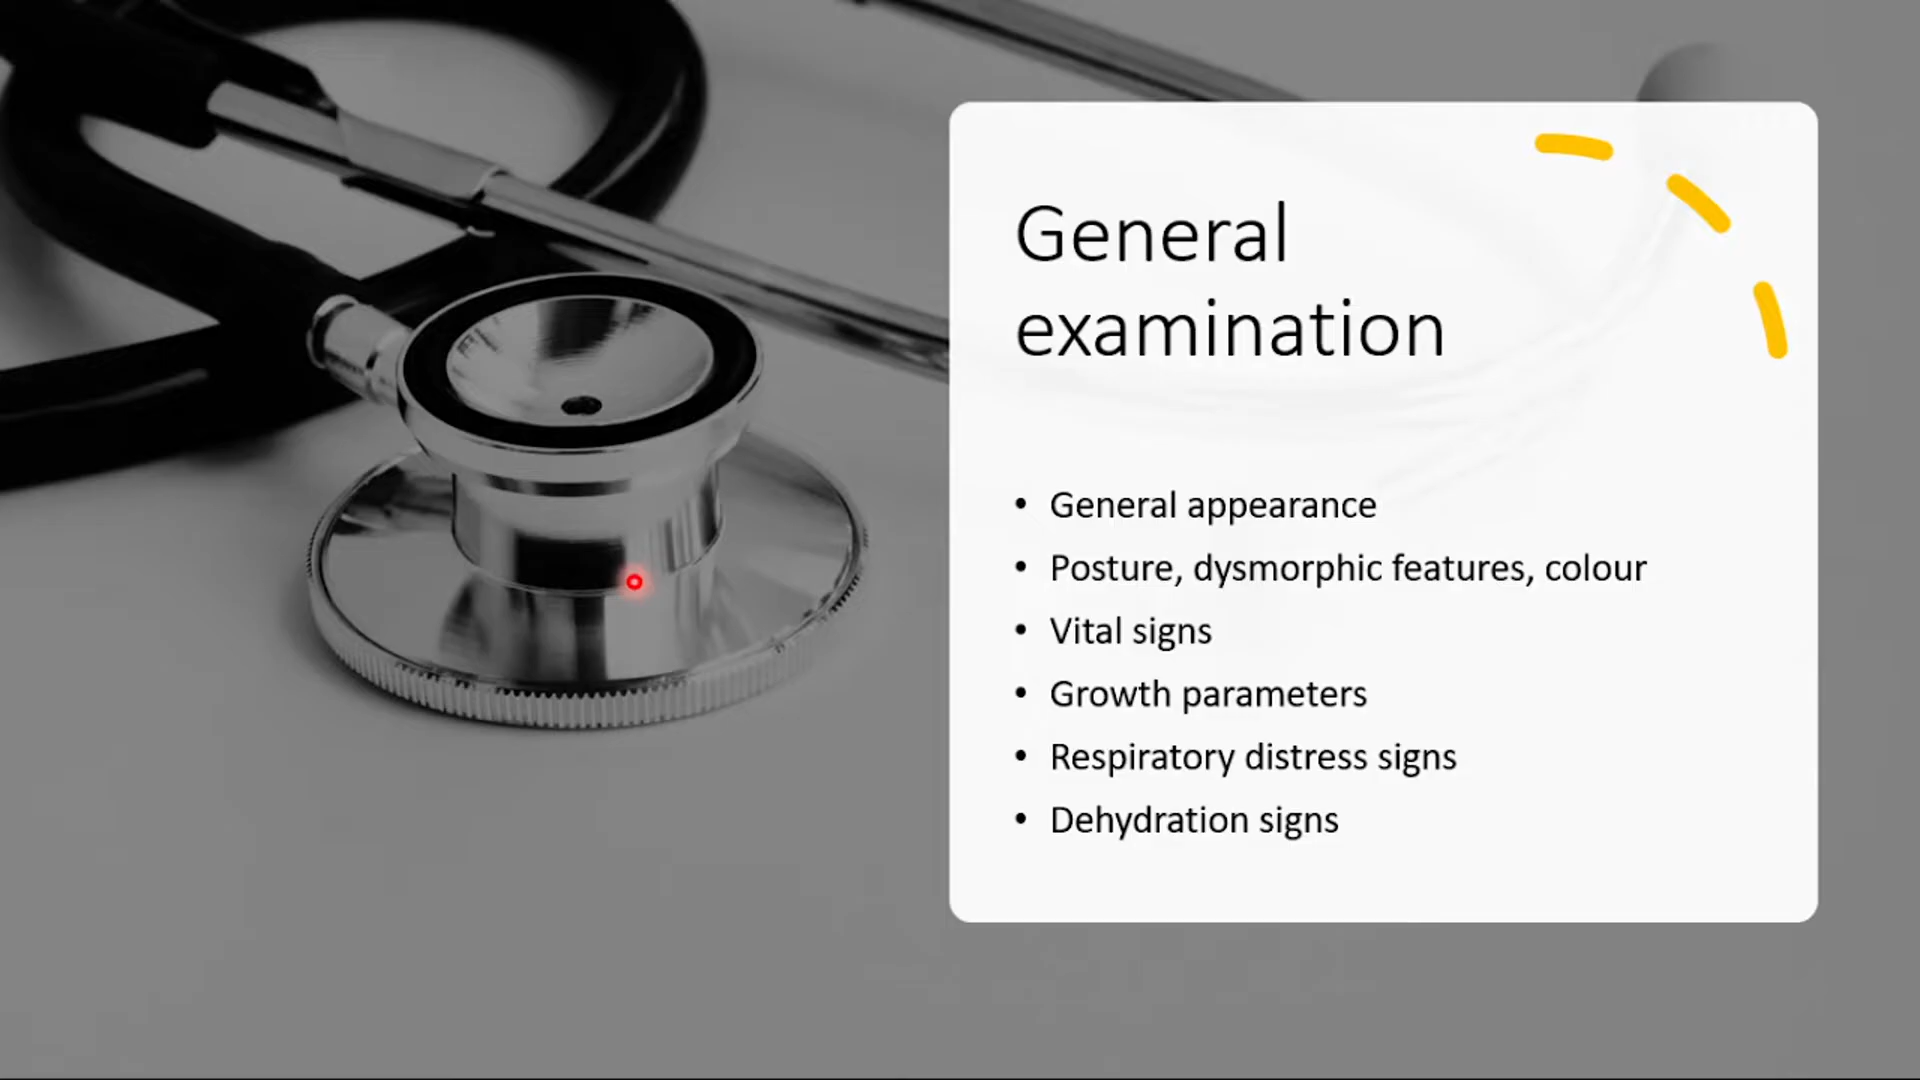 General
examination
• General appearance
• Posture, dysmorphic features, colour
• Vital signs
• Growth parameters
• Respiratory distress signs
• Dehydration signs